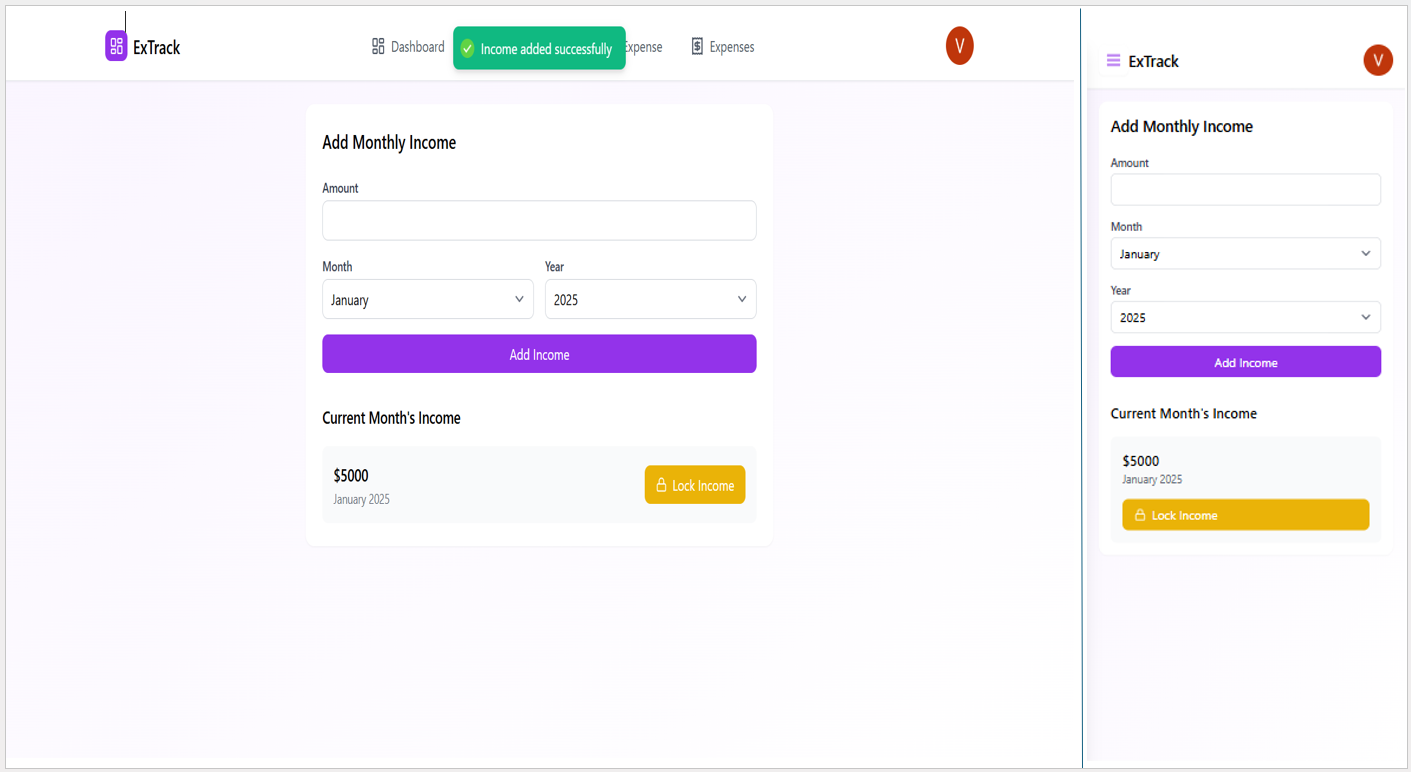 ExTrack
Dashboard
Income added successfully
Expense
Expenses
V
Add Monthly Income
Amount
Month
Year
January
2025
Add Income
Current Month's Income
$5000
January 2025
Lock Income
ExTrack
V
Add Monthly Income
Amount
Month
January
Year
2025
Add Income
Current Month's Income
$5000
January 2025
Lock Income